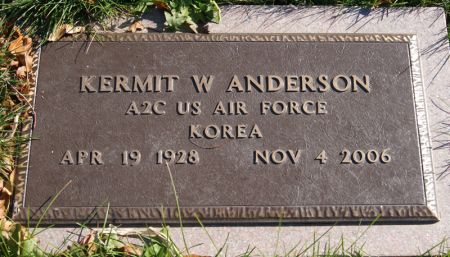 KERMIT W ANDERSON
A2C US AIR FORCE
KOREA
APR 19 1928 NOV 4 2006